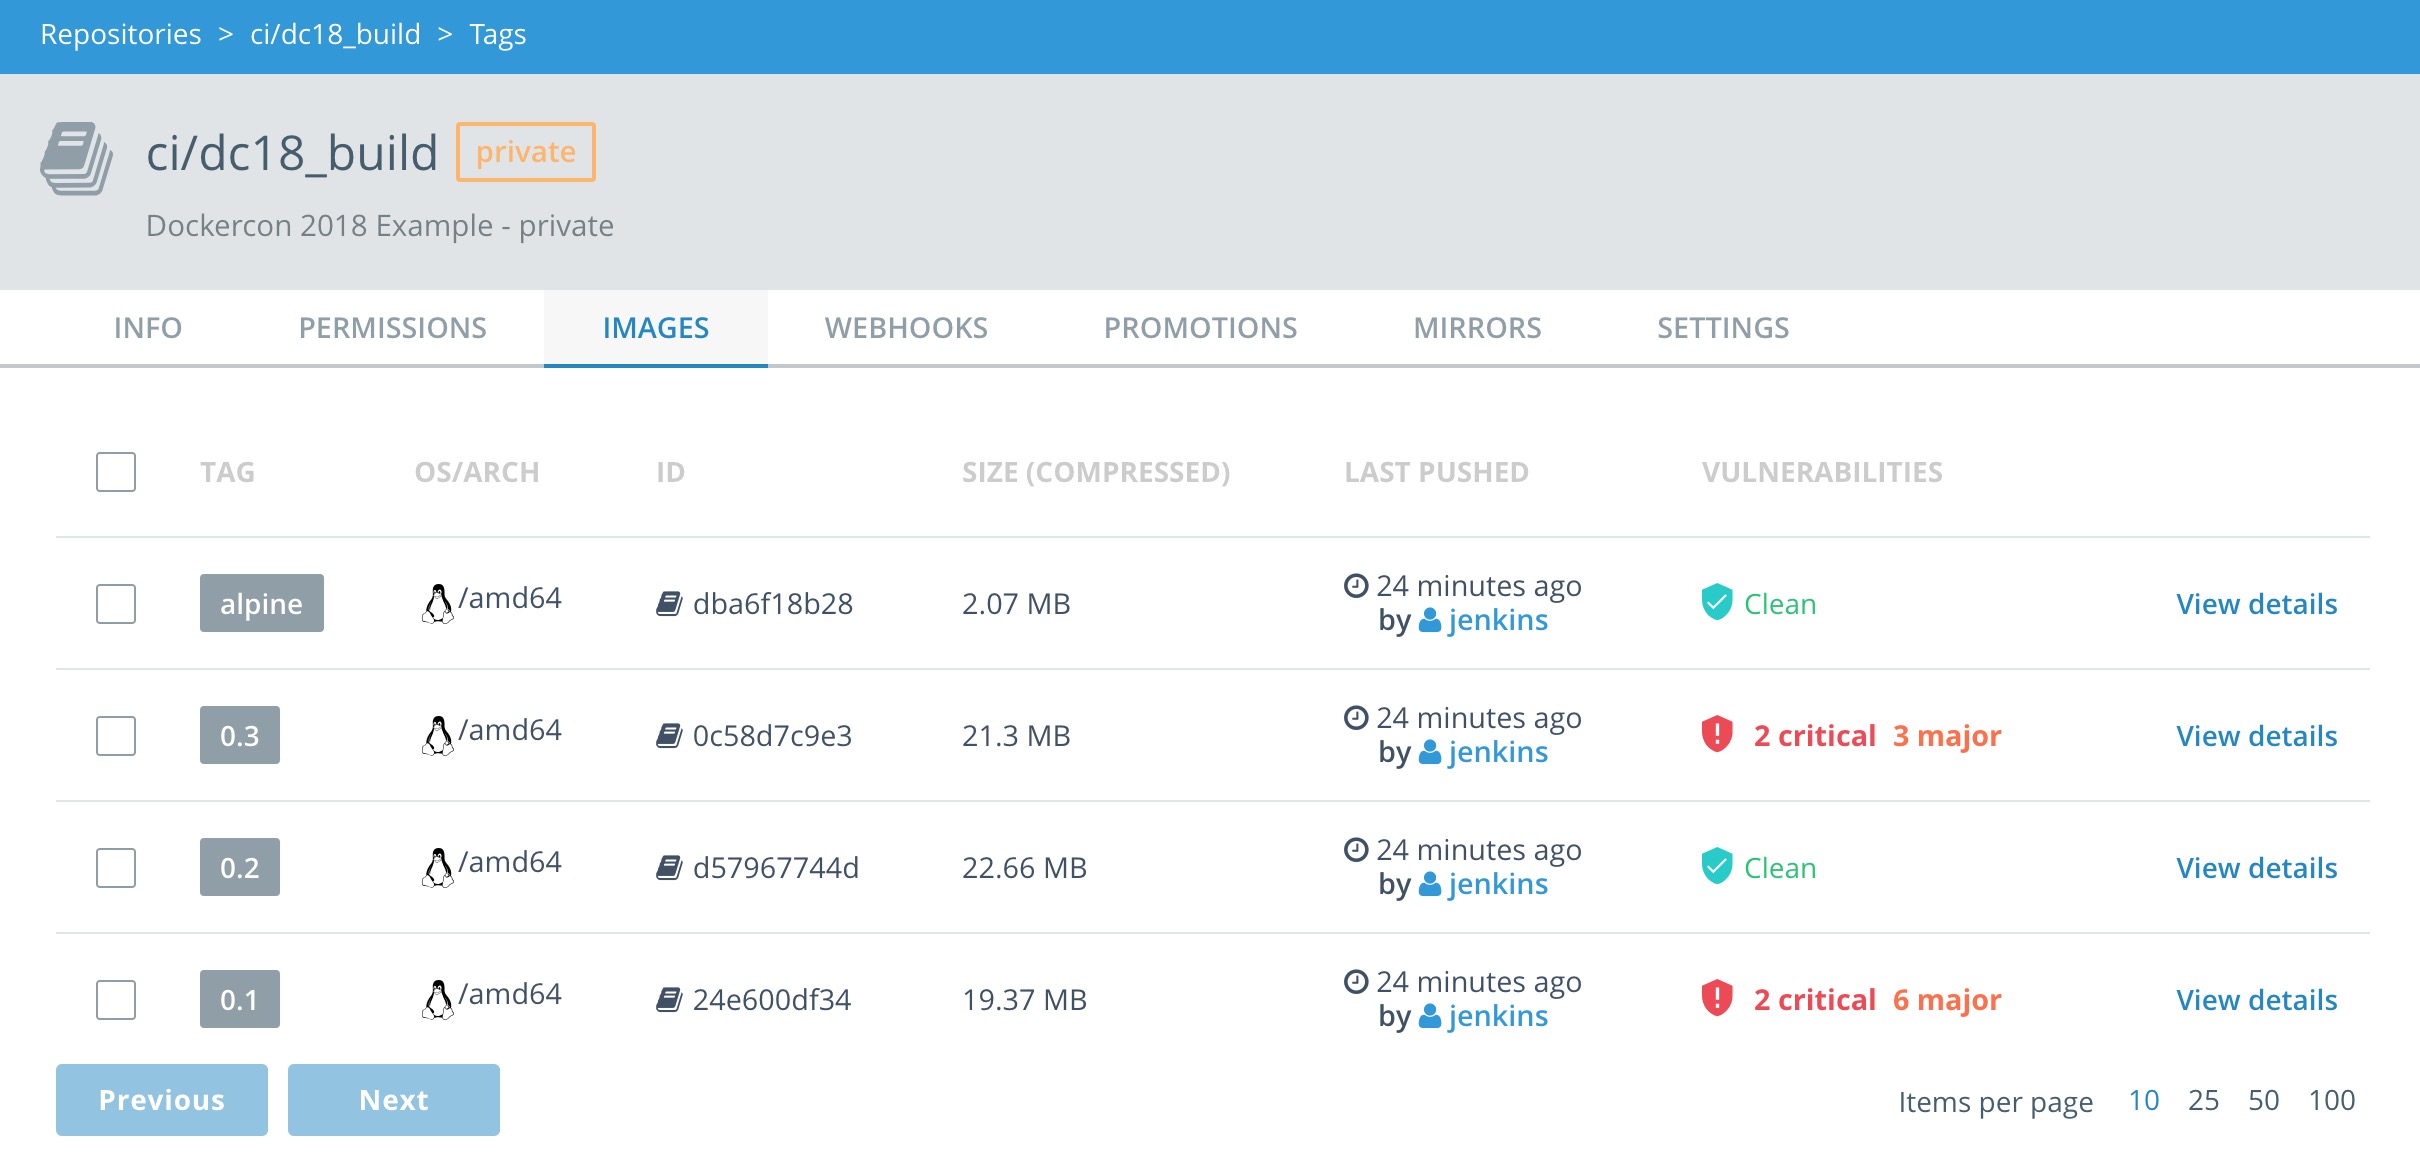 Repositories > ci/dc18_build > Tags
ci/dc18_build private
Dockercon 2018 Example - private
INFO PERMISSIONS IMAGES WEBHOOKS PROMOTIONS MIRRORS SETTINGS
TAG OS/ARCH ID SIZE (COMPRESSED) LAST PUSHED VULNERABILITIES
alpine /amd64 dba6f18b28 2.07 MB 24 minutes ago by jenkins Clean View details
0.3 /amd64 0c58d7c9e3 21.3 MB 24 minutes ago by jenkins 2 critical 3 major View details
0.2 /amd64 d57967744d 22.66 MB 24 minutes ago by jenkins Clean View details
0.1 /amd64 24e600df34 19.37 MB 24 minutes ago by jenkins 2 critical 6 major View details
Previous Next Items per page 10 25 50 100